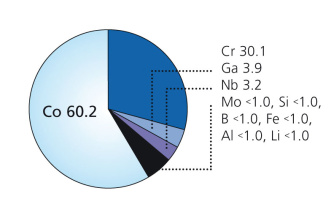 Cr 30.1
Ga 3.9
Nb 3.2
Co 60.2
Mo <1.0, Si <1.0,
B <1.0, Fe <1.0,
Al <1.0, Li <1.0